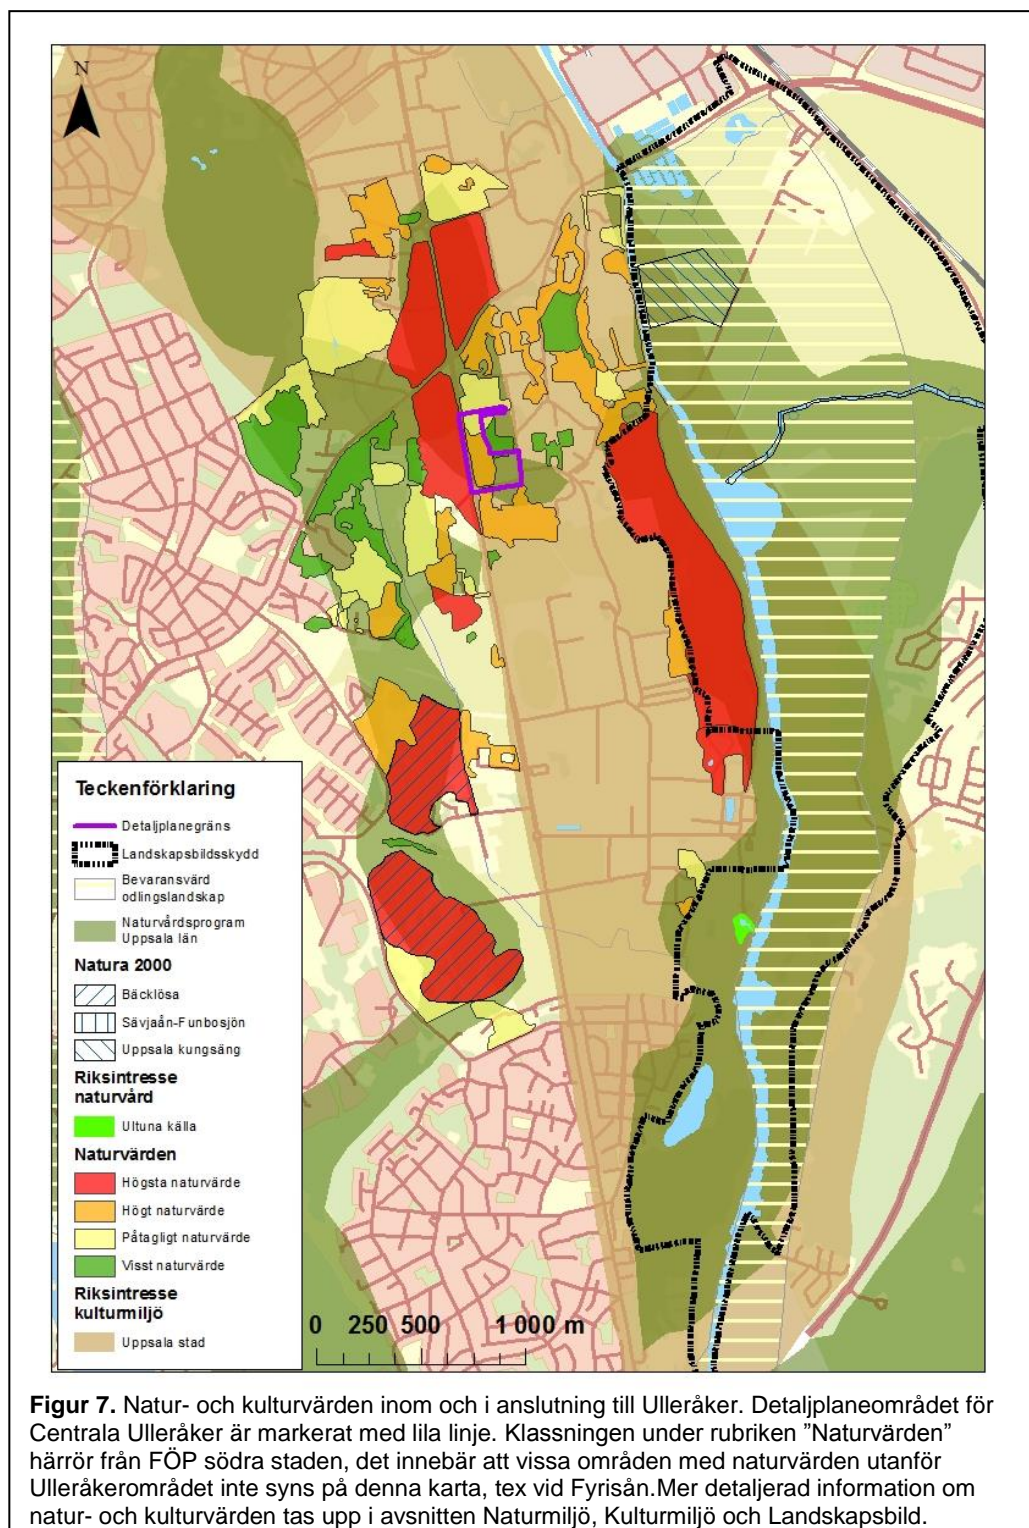 N
Teckenförklaring
Detaljplanegräns
Landskapsbildsskydd
Bevaransvärd
odlingslandskap
Naturvårdsprogram
Uppsala län
Natura 2000
Bäcklösa
Sävjaån-Funbosjön
Uppsala kungsäng
Riksintresse
naturvård
Ultuna källa
Naturvärden
Högsta naturvärde
Högt naturvärde
Påtagligt naturvärde
Visst naturvärde
Riksintresse
kulturmiljö
Uppsala stad
0 250 500 1 000 m
Figur 7. Natur- och kulturvärden inom och i anslutning till Ulleråker. Detaljplaneområdet för
Centrala Ulleråker är markerat med lila linje. Klassningen under rubriken ”Naturvärden”
härrör från FÖP södra staden, det innebär att vissa områden med naturvärden utanför
Ulleråkerområdet inte syns på denna karta, tex vid Fyrisån.Mer detaljerad information om
natur- och kulturvärden tas upp i avsnitten Naturmiljö, Kulturmiljö och Landskapsbild.